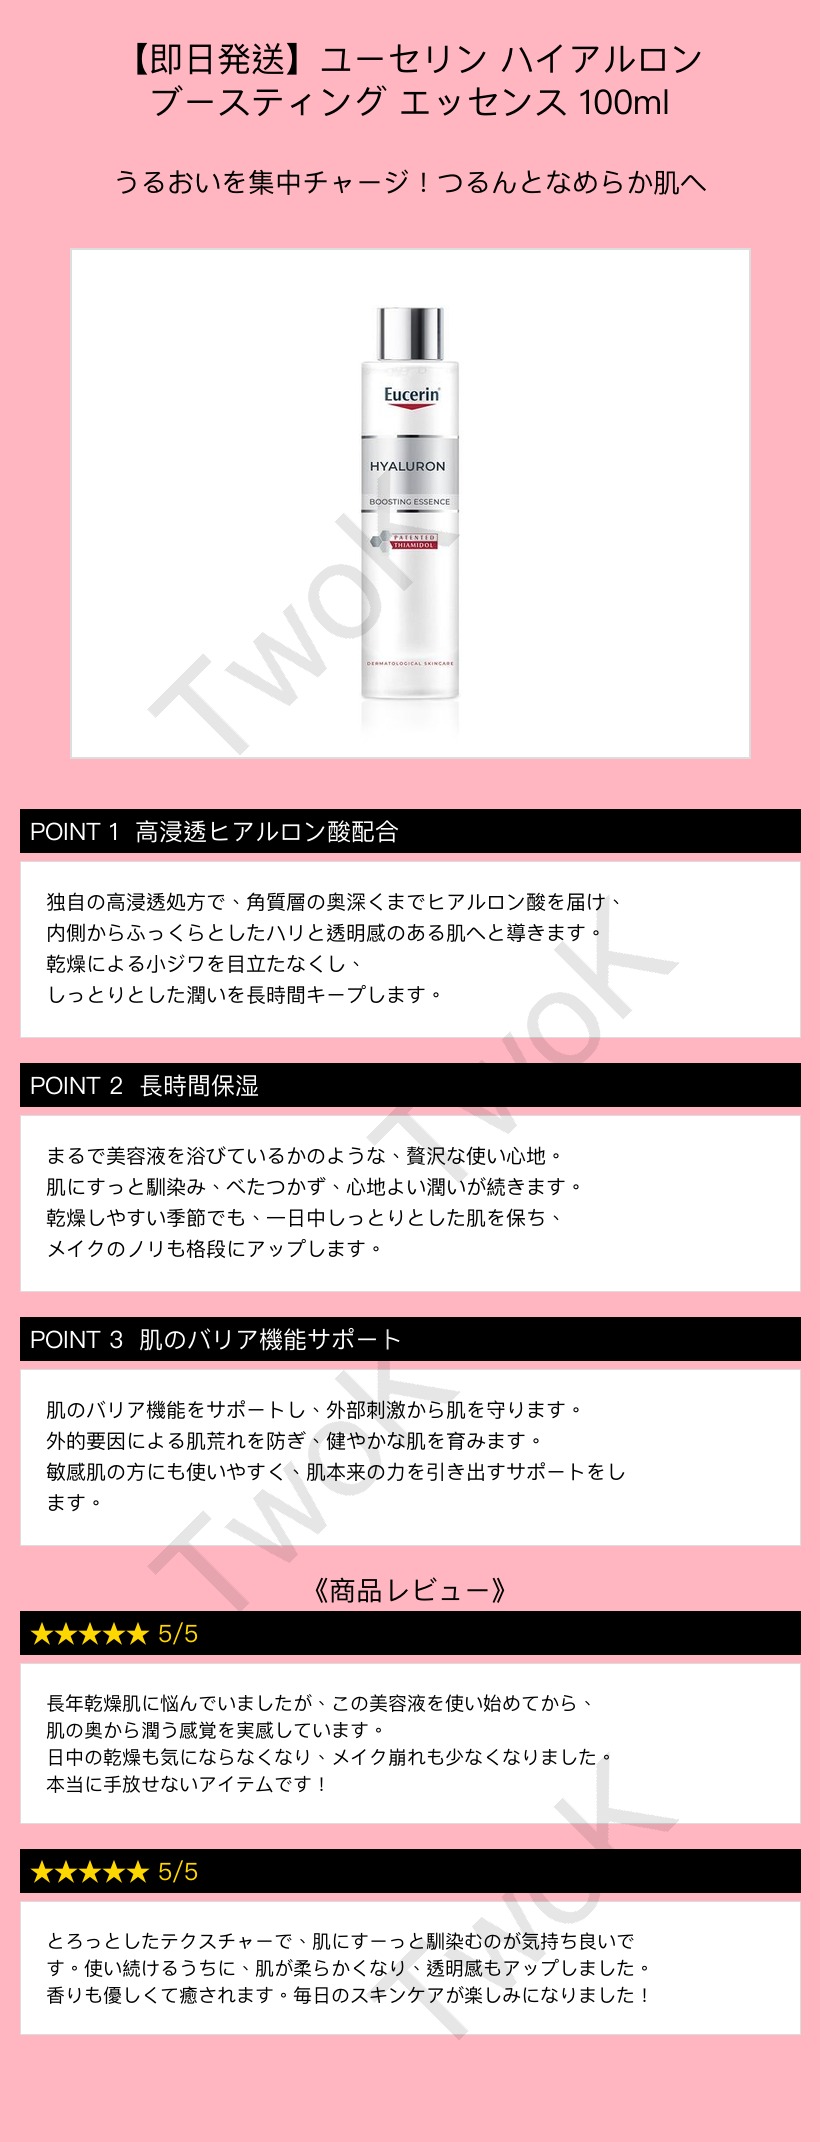 【即日発送】ユーセリン ハイアルロン
ブースティング エッセンス 100ml
うるおいを集中チャージ！つるんとなめらか肌へ
Eucerin
HYALURON
BOOSTING ESSENCE
PATENTED
THIAMIDOL
DERMATOLOGICAL SKINCARE
TwoK
POINT 1 高浸透ヒアルロン酸配合
独自の高浸透処方で、角質層の奥深くまでヒアルロン酸を届け、
内側からふっくらとしたハリと透明感のある肌へと導きます。
乾燥による小ジワを目立たなくし、
しっとりとした潤いを長時間キープします。
TwoK
POINT 2 長時間保湿
まるで美容液を浴びているかのような、贅沢な使い心地。
肌にすっと馴染み、べたつかず、心地よい潤いが続きます。
乾燥しやすい季節でも、一日中しっとりとした肌を保ち、
メイクのノリも格段にアップします。
POINT 3 肌のバリア機能サポート
肌のバリア機能をサポートし、外部刺激から肌を守ります。
外的要因による肌荒れを防ぎ、健やかな肌を育みます。
敏感肌の方にも使いやすく、肌本来の力を引き出すサポートをし
ます。
TwoK
《商品レビュー》
★★★★★ 5/5
長年乾燥肌に悩んでいましたが、この美容液を使い始めてから、
肌の奥から潤う感覚を実感しています。
日中の乾燥も気にならなくなり、メイク崩れも少なくなりました。
本当に手放せないアイテムです！
★★★★★ 5/5
とろっとしたテクスチャーで、肌にすーっと馴染むのが気持ち良いで
す。使い続けるうちに、肌が柔らかくなり、透明感もアップしました。
香りも優しくて癒されます。毎日のスキンケアが楽しみになりました！
TwoK